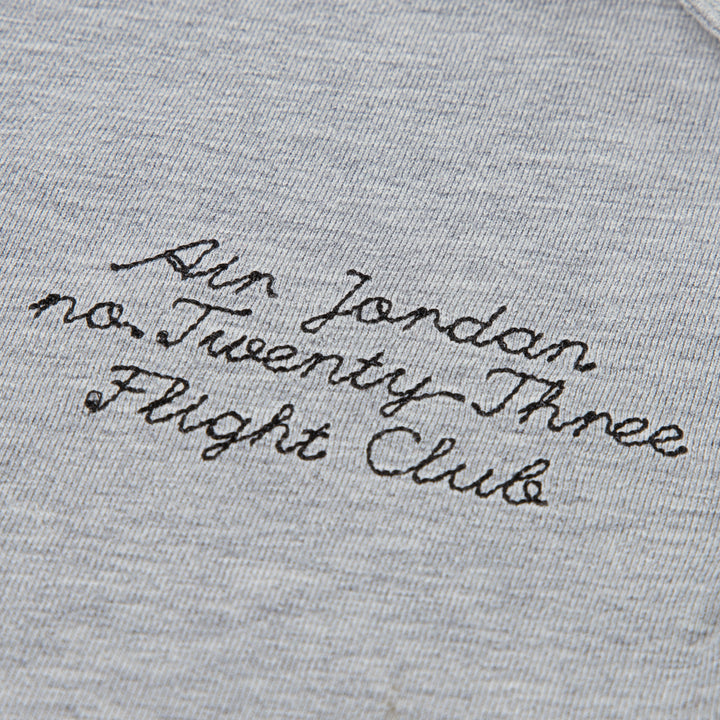 Air Jordan
no. Twenty Three
Flight Club